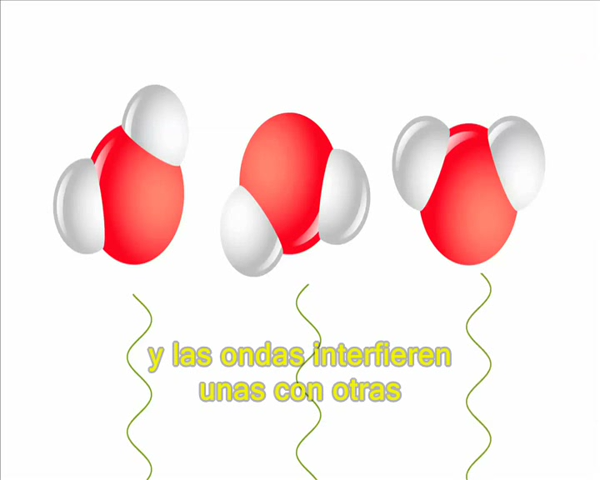 y las ondas interfieren
unas con otras